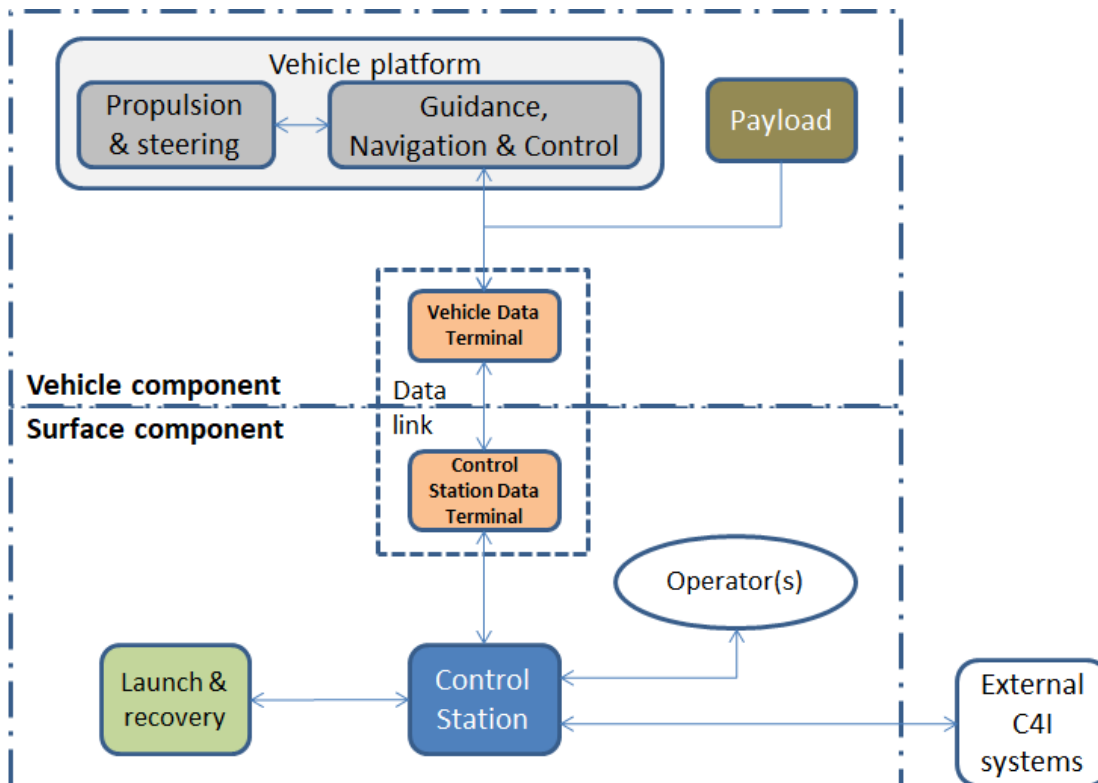 Vehicle platform
Propulsion
& steering
Guidance,
Navigation & Control
Payload
Vehicle Data
Terminal
Vehicle component
Data
link
Surface component
Control
Station Data
Terminal
Operator(s)
Launch &
recovery
Control
Station
External
C4I
systems